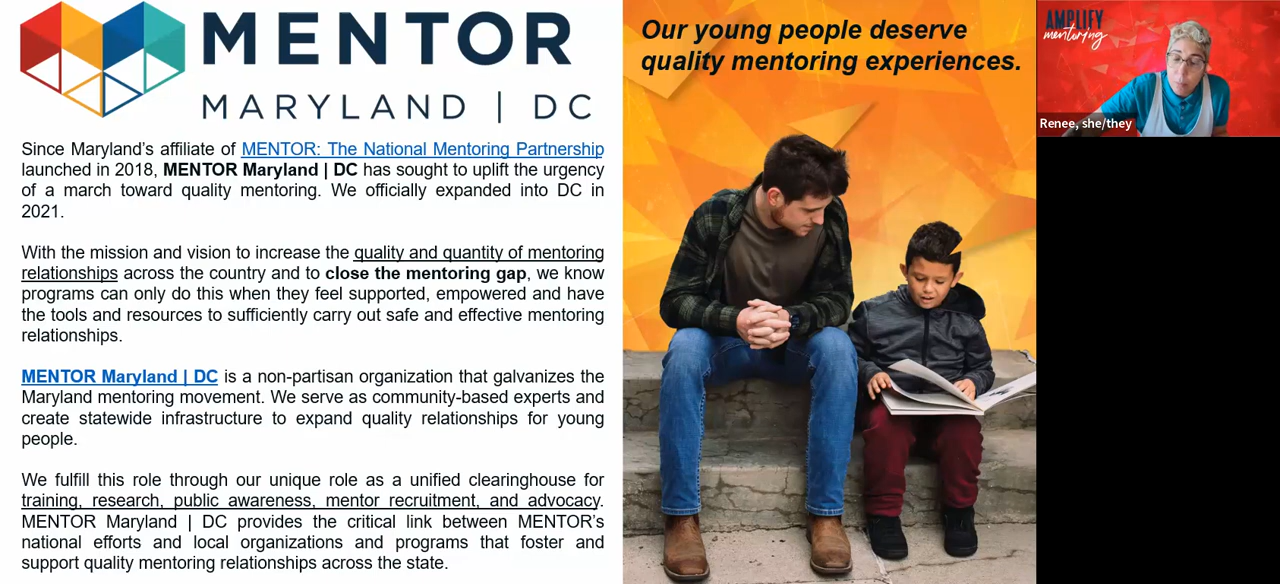 MENTOR
MARYLAND | DC
Since Maryland's affiliate of MENTOR: The National Mentoring Partnership
launched in 2018, MENTOR Maryland | DC has sought to uplift the urgency
of a march toward quality mentoring. We officially expanded into DC in
2021.
With the mission and vision to increase the quality and quantity of mentoring
relationships across the country and to close the mentoring gap, we know
programs can only do this when they feel supported, empowered and have
the tools and resources to sufficiently carry out safe and effective mentoring
relationships.
MENTOR Maryland | DC is a non-partisan organization that galvanizes the
Maryland mentoring movement. We serve as community-based experts and
create statewide infrastructure to expand quality relationships for young
people.
We fulfill this role through our unique role as a unified clearinghouse for
training, research, public awareness, mentor recruitment, and advocacy.
MENTOR Maryland | DC provides the critical link between MENTOR's
national efforts and local organizations and programs that foster and
support quality mentoring relationships across the state.
Our young people deserve
quality mentoring experiences.
AMPLIFY
mentoring
Renee, she/they